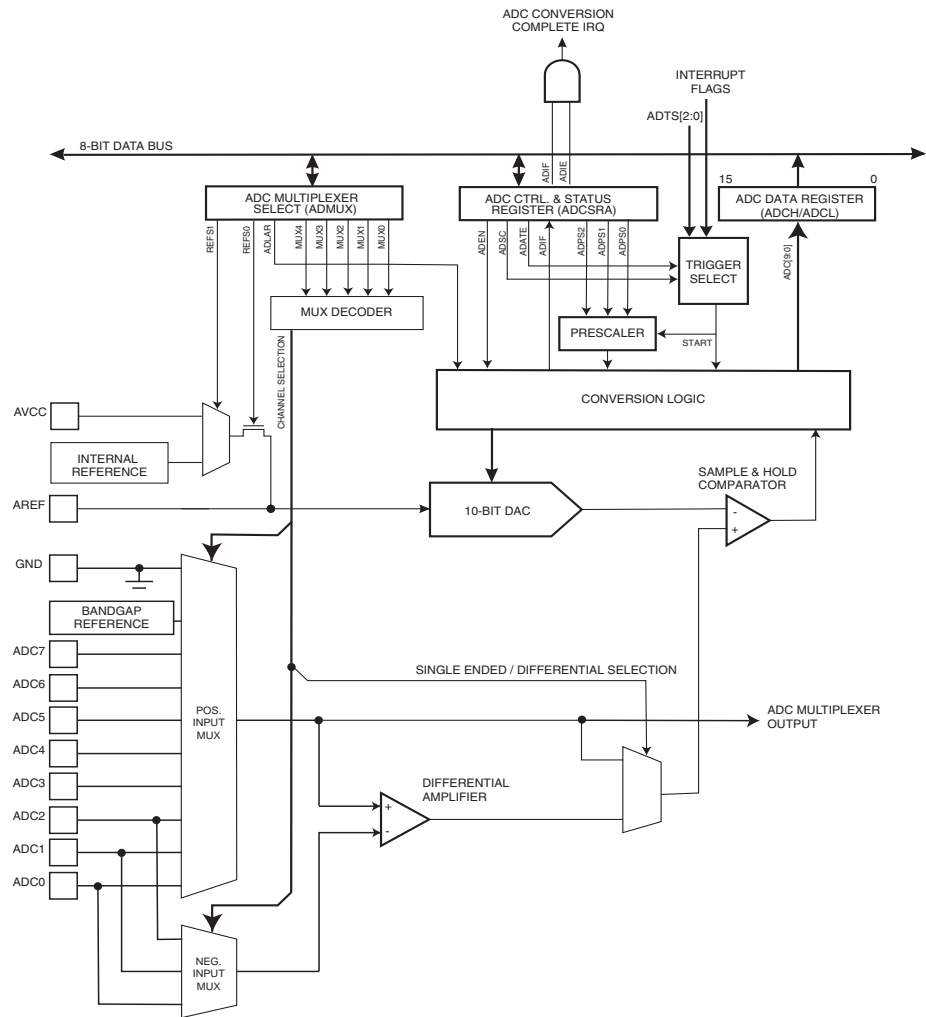 ADC CONVERSION
COMPLETE IRQ
INTERRUPT
FLAGS
ADTS[2:0]
8-BIT DATA BUS
ADIF
ADIE
15
0
ADC MULTIPLEXER
SELECT (ADMUX)
ADC CTRL. & STATUS
REGISTER (ADCSRA)
ADC DATA REGISTER
(ADCH/ADCL)
REFS1
REFS0
ADLAR
MUX4
MUX3
MUX2
MUX1
MUX0
ADEN
ADSC
ADATE
ADIF
ADPS2
ADPS1
ADPS0
TRIGGER
SELECT
ADC[9:0]
MUX DECODER
PRESCALER
START
CHANNEL SELECTION
CONVERSION LOGIC
AVCC
INTERNAL
REFERENCE
SAMPLE & HOLD
COMPARATOR
AREF
10-BIT DAC
-
+
GND
BANDGAP
REFERENCE
ADC7
SINGLE ENDED / DIFFERENTIAL SELECTION
ADC6
ADC5
POS.
INPUT
MUX
ADC MULTIPLEXER
OUTPUT
ADC4
ADC3
DIFFERENTIAL
AMPLIFIER
+
-
ADC2
ADC1
ADC0
NEG.
INPUT
MUX